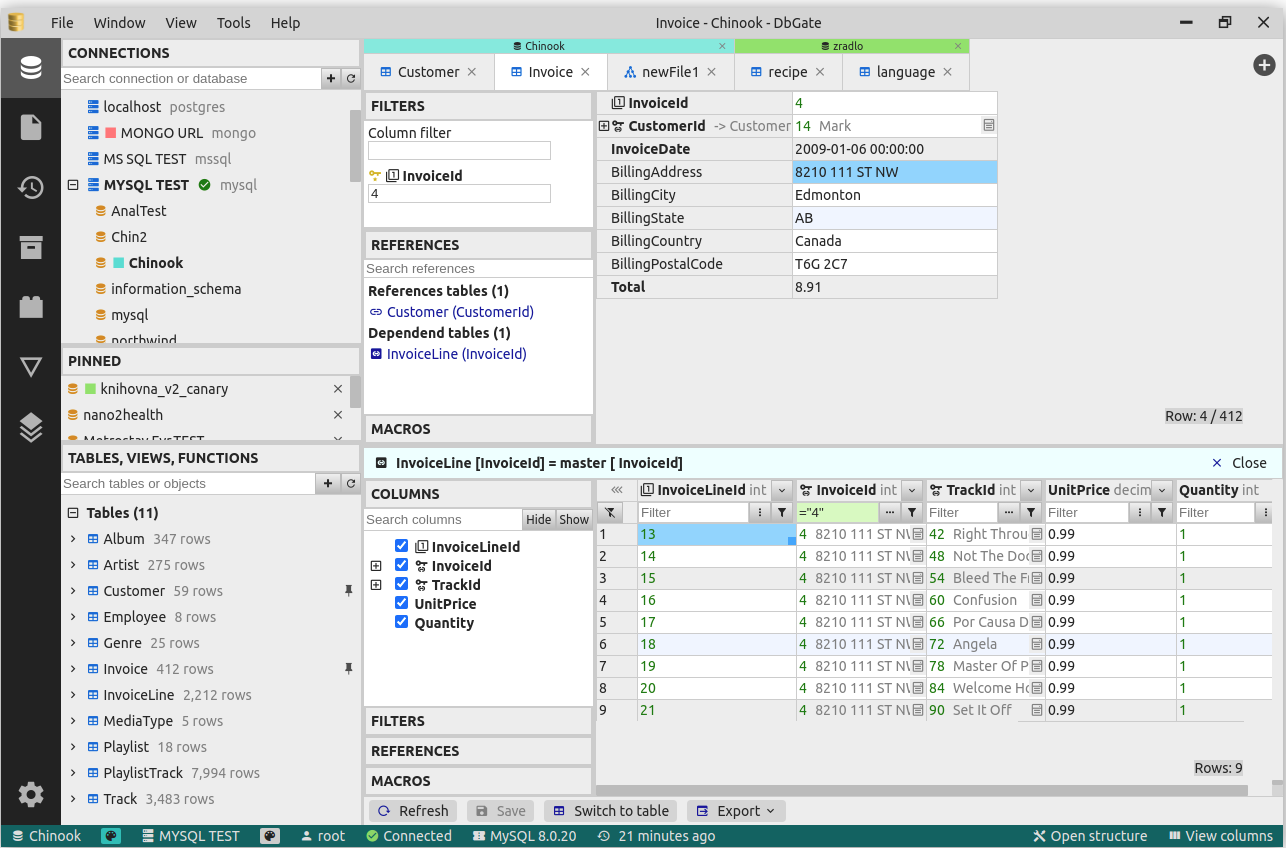 File Window View Tools Help
Invoice - Chinook - DbGate
CONNECTIONS
Search connection or database
localhost postgres
MONGO URL mongo
MS SQL TEST mssql
MYSQL TEST mysql
AnalTest
Chin2
Chinook
information_schema
mysql
northwind
PINNED
knihovna_v2_canary
nano2health
TABLES, VIEWS, FUNCTIONS
Search tables or objects
Tables (11)
Album 347 rows
Artist 275 rows
Customer 59 rows
Employee 8 rows
Genre 25 rows
Invoice 412 rows
InvoiceLine 2,212 rows
MediaType 5 rows
Playlist 18 rows
PlaylistTrack 7,994 rows
Track 3,483 rows
Chinook
zradlo
Customer
Invoice
newFile1
recipe
language
FILTERS
Column filter
InvoiceId
4
REFERENCES
Search references
References tables (1)
Customer (CustomerId)
Dependend tables (1)
InvoiceLine (InvoiceId)
MACROS
InvoiceId 4
CustomerId -> Customer 14 Mark
InvoiceDate 2009-01-06 00:00:00
BillingAddress 8210 111 ST NW
BillingCity Edmonton
BillingState AB
BillingCountry Canada
BillingPostalCode T6G 2C7
Total 8.91
Row: 4 / 412
InvoiceLine [InvoiceId] = master [ InvoiceId]
Close
COLUMNS
Search columns Hide Show
InvoiceLineId
InvoiceId
TrackId
UnitPrice
Quantity
FILTERS
REFERENCES
MACROS
InvoiceLineId int InvoiceId int TrackId int UnitPrice decim Quantity int
Filter ="4" Filter Filter Filter
1 13 4 8210 111 ST NW 42 Right Throu 0.99 1
2 14 4 8210 111 ST NW 48 Not The Doo 0.99 1
3 15 4 8210 111 ST NW 54 Bleed The Fr 0.99 1
4 16 4 8210 111 ST NW 60 Confusion 0.99 1
5 17 4 8210 111 ST NW 66 Por Causa D 0.99 1
6 18 4 8210 111 ST NW 72 Angela 0.99 1
7 19 4 8210 111 ST NW 78 Master Of P 0.99 1
8 20 4 8210 111 ST NW 84 Welcome Ho 0.99 1
9 21 4 8210 111 ST NW 90 Set It Off 0.99 1
Rows: 9
Refresh Save Switch to table Export
Chinook MYSQL TEST root Connected MySQL 8.0.20 21 minutes ago Open structure View columns